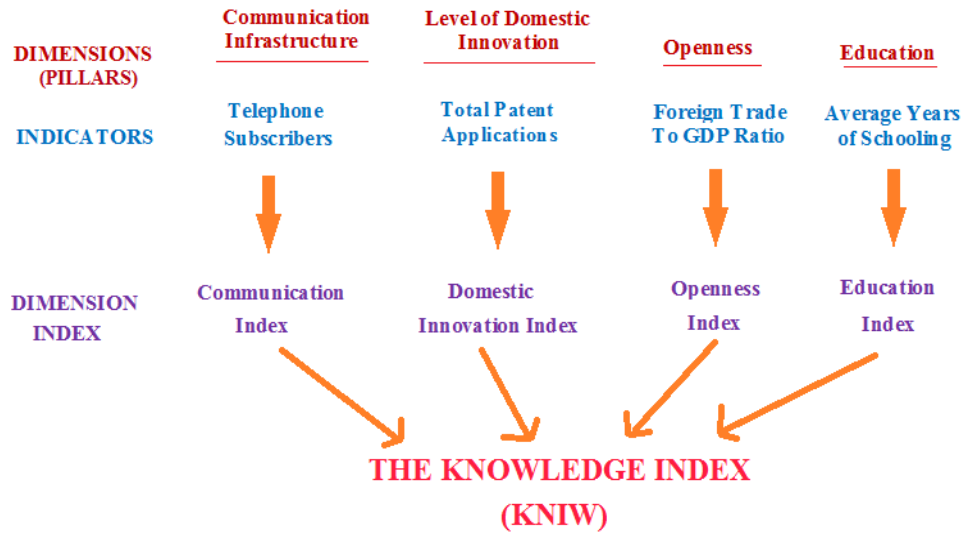 Communication
Infrastructure
Level of Domestic
Innovation
Openness
Education
DIMENSIONS
(PILLARS)
INDICATORS
Telephone
Subscribers
Total Patent
Applications
Foreign Trade
To GDP Ratio
Average Years
of Schooling
DIMENSION
INDEX
Communication
Index
Domestic
Innovation Index
Openness
Index
Education
Index
THE KNOWLEDGE INDEX
(KNIW)